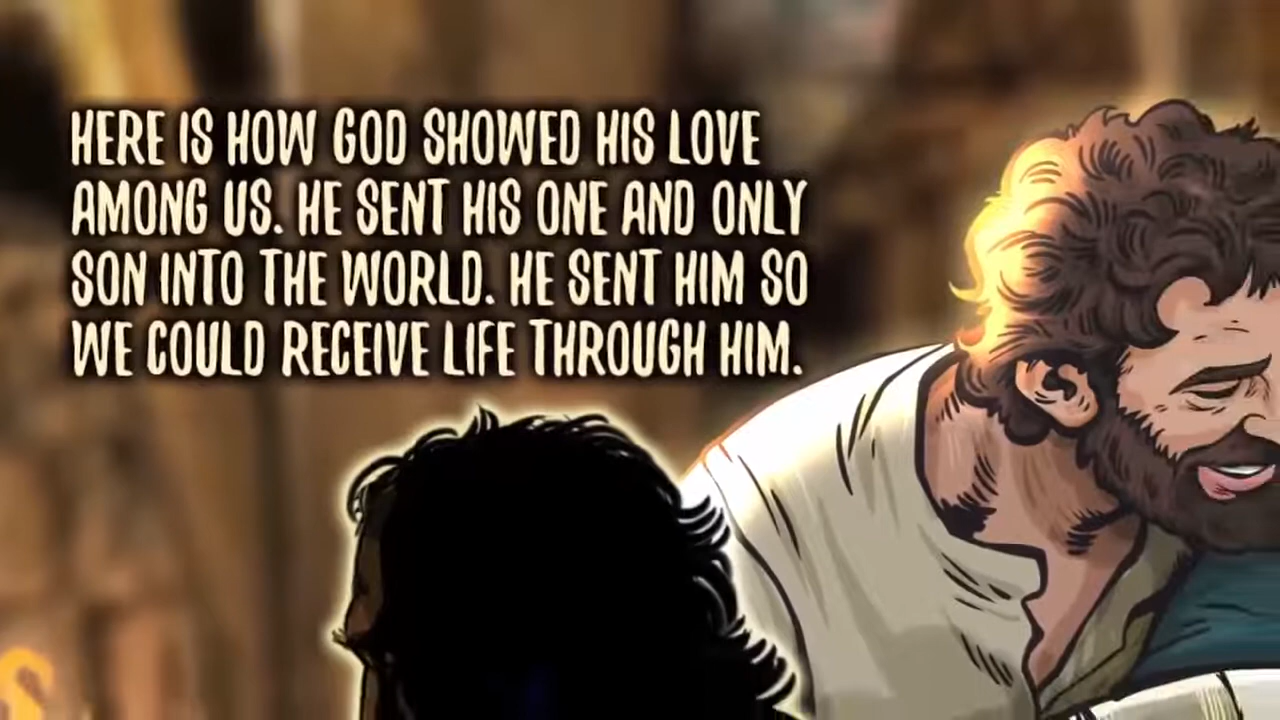 HERE IS HOW GOD SHOWED HIS LOVE
AMONG US. HE SENT HIS ONE AND ONLY
SON INTO THE WORLD. HE SENT HIM SO
WE COULD RECEIVE LIFE THROUGH HIM.
S